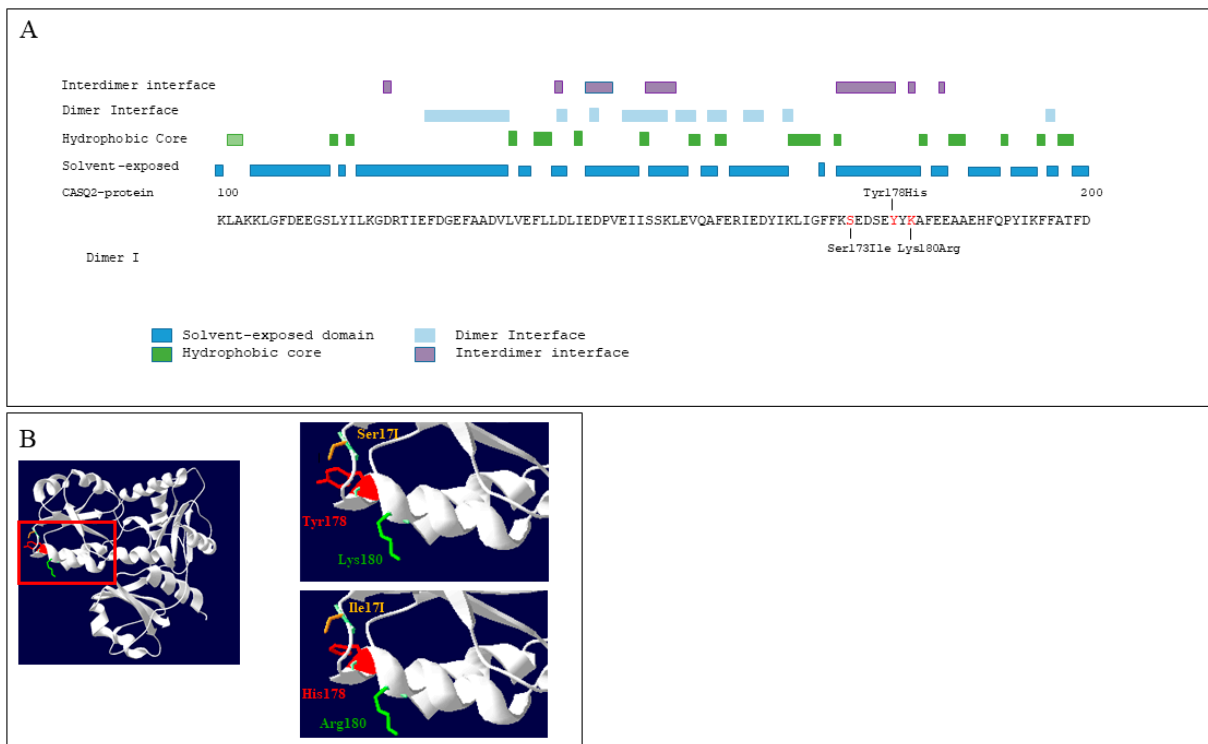 A
Interdimer interface
Dimer Interface
Hydrophobic Core
Solvent-exposed
CASQ2-protein 100 Tyr178His 200
KLAKKLGFDEEGSLYILKGDRTIEFDGEFAADVLVEFLLDLIEDPVEIISSKLEVQAFERIEDYIKLIGFFKSEDSEYYKAFEEAAEHFQPYIKFFATFD
Ser173Ile Lys180Arg
Dimer I
Solvent-exposed domain Dimer Interface
Hydrophobic core Interdimer interface
B
Ser17I
Tyr178
Lys180
Ile17I
His178
Arg180